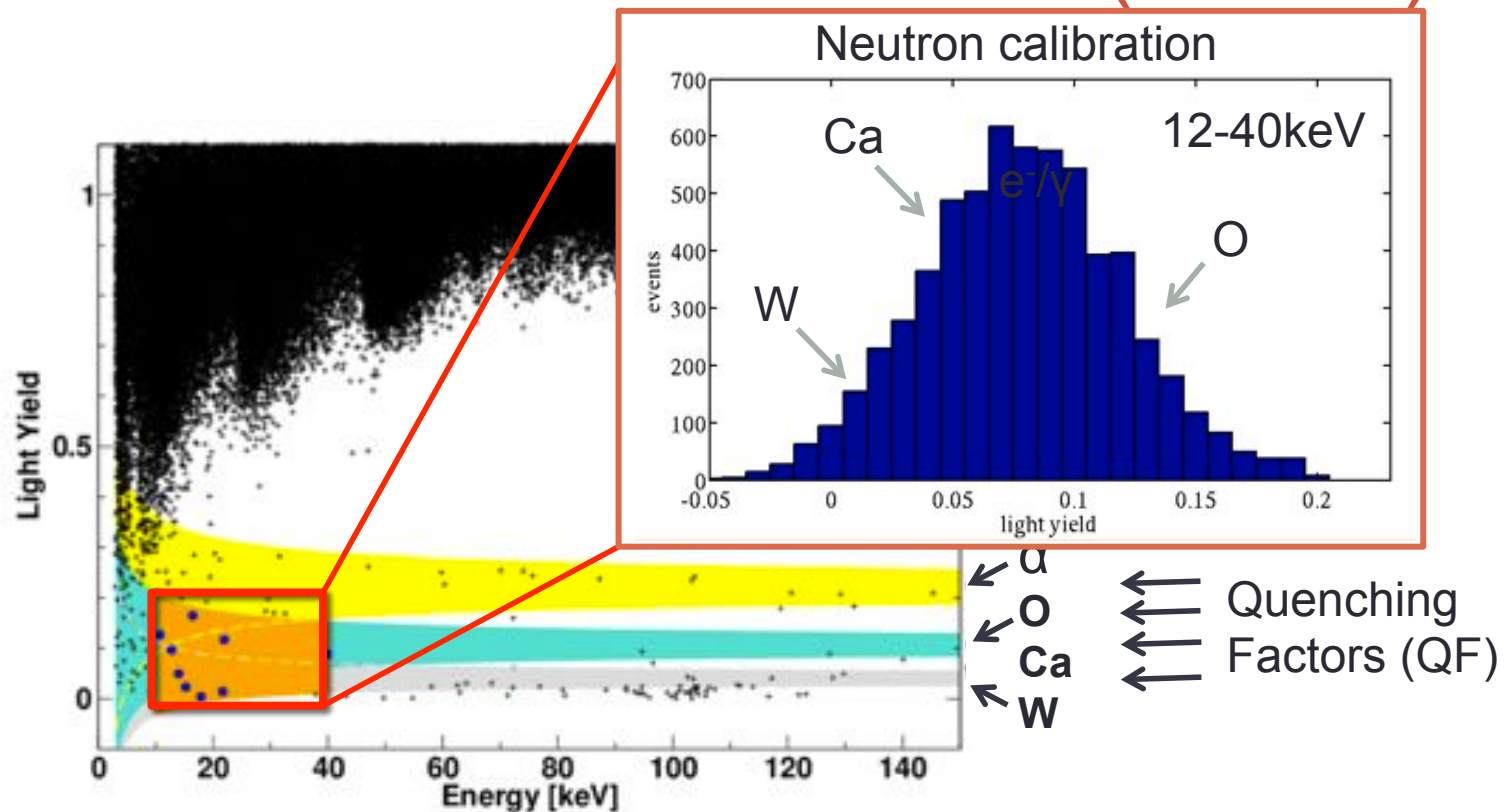 Neutron calibration
700
600
500
400
300
200
100
0
events
12-40keV
Ca
e⁻/γ
O
W
-0.05 0 0.05 0.1 0.15 0.2
light yield
Light Yield
1
0.5
0
0 20 40 60 80 100 120 140
Energy [keV]
α
O
Ca
W
Quenching
Factors (QF)